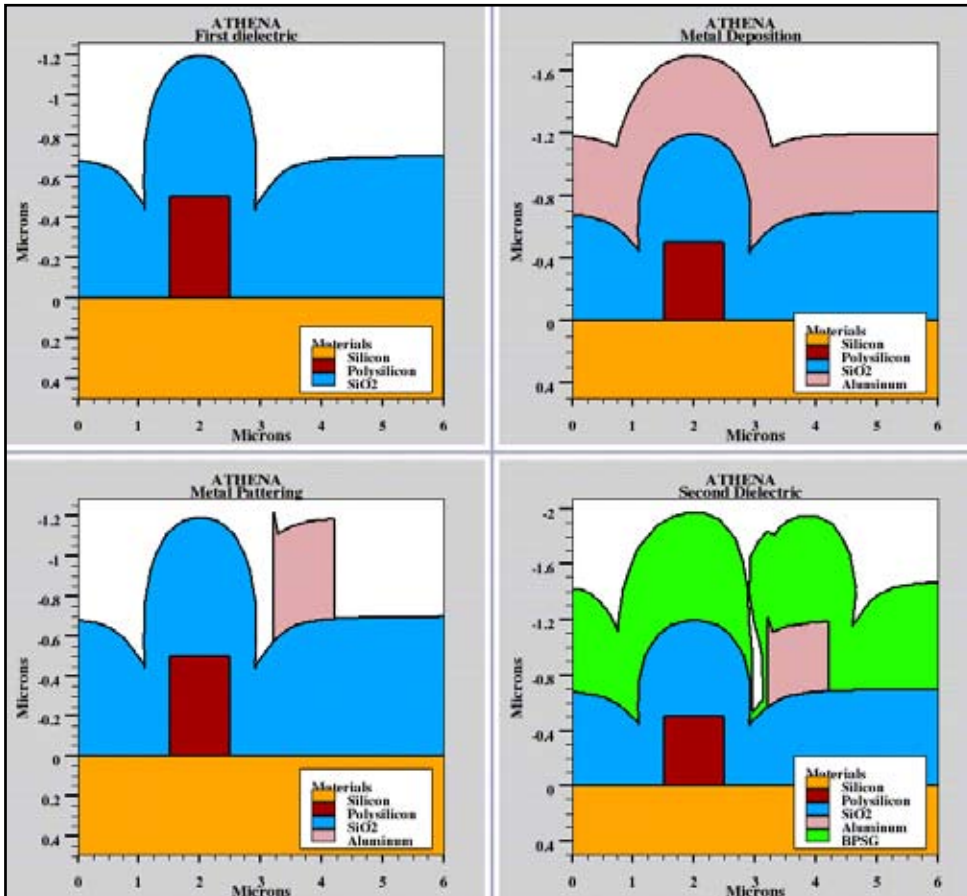 ATHENA
First dielectric
-1.2
-1
-0.8
-0.6
-0.4
-0.2
0
0.2
0.4
Microns
Materials
Silicon
Polysilicon
SiO2
0 1 2 3 4 5 6
Microns
ATHENA
Metal Deposition
-1.6
-1.2
-0.8
-0.4
0
0.4
Microns
Materials
Silicon
Polysilicon
SiO2
Aluminum
0 1 2 3 4 5 6
Microns
ATHENA
Metal Pattering
-1.2
-1
-0.8
-0.6
-0.4
-0.2
0
0.2
0.4
Microns
Materials
Silicon
Polysilicon
SiO2
Aluminum
0 1 2 3 4 5 6
Microns
ATHENA
Second Dielectric
-2
-1.6
-1.2
-0.8
-0.4
0
0.4
Microns
Materials
Silicon
Polysilicon
SiO2
Aluminum
BPSG
0 1 2 3 4 5 6
Microns